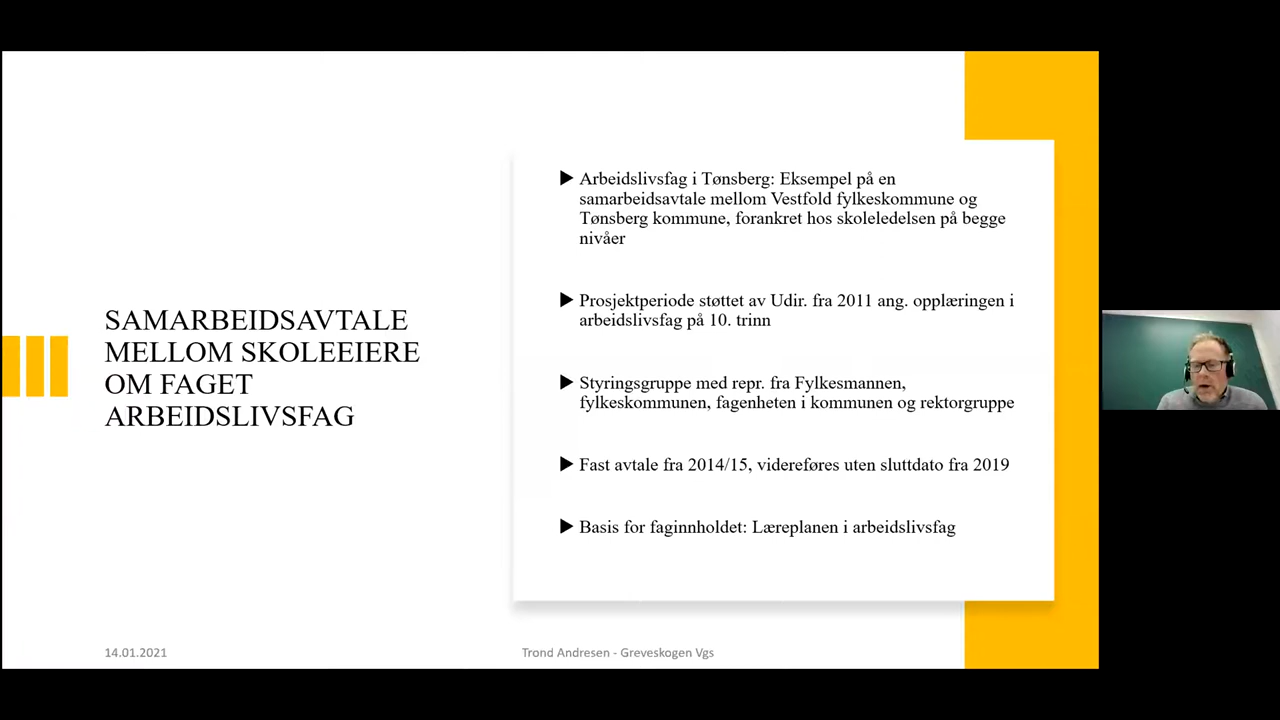 SAMARBEIDSAVTALE
MELLOM SKOLEEIERE
OM FAGET
ARBEIDSLIVSFAG
Arbeidslivsfag i Tønsberg: Eksempel på en
samarbeidsavtale mellom Vestfold fylkeskommune og
Tønsberg kommune, forankret hos skoleledelsen på begge
nivåer
Prosjektperiode støttet av Udir. fra 2011 ang. opplæringen i
arbeidslivsfag på 10. trinn
Styringsgruppe med repr. fra Fylkesmannen,
fylkeskommunen, fagenheten i kommunen og rektorgruppe
Fast avtale fra 2014/15, videreføres uten sluttdato fra 2019
Basis for faginnholdet: Læreplanen i arbeidslivsfag
14.01.2021
Trond Andresen - Greveskogen Vgs